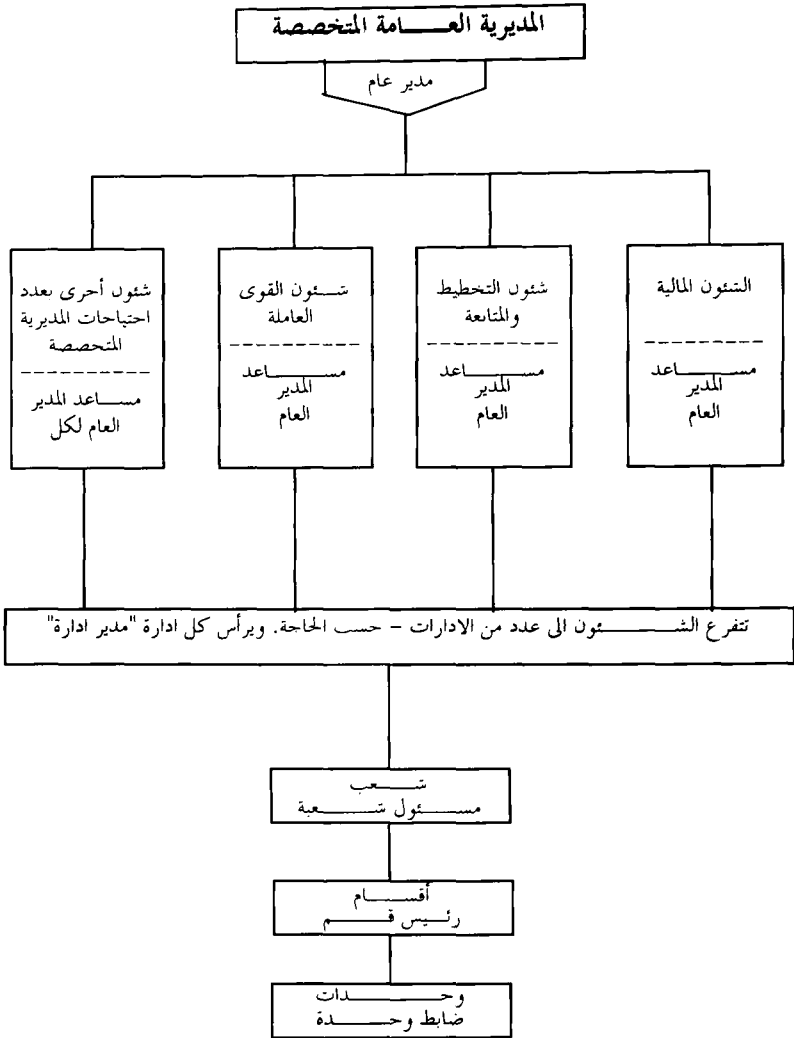 المديرية العامة المتخصصة
مدير عام
الشئون المالية
مساعد
المدير
العام
شئون التخطيط
والمتابعة
مساعد
المدير
العام
شئون القوى
العاملة
مساعد
المدير
العام
شئون أخرى بعدد
احتياجات المديرية
المتخصصة
مساعد المدير
العام لكل
تتفرع الشئون الى عدد من الادارات – حسب الحاجة. ويرأس كل ادارة "مدير ادارة"
شعب
مسئول شعبة
أقسام
رئيس قسم
وحدات
ضابط وحدة